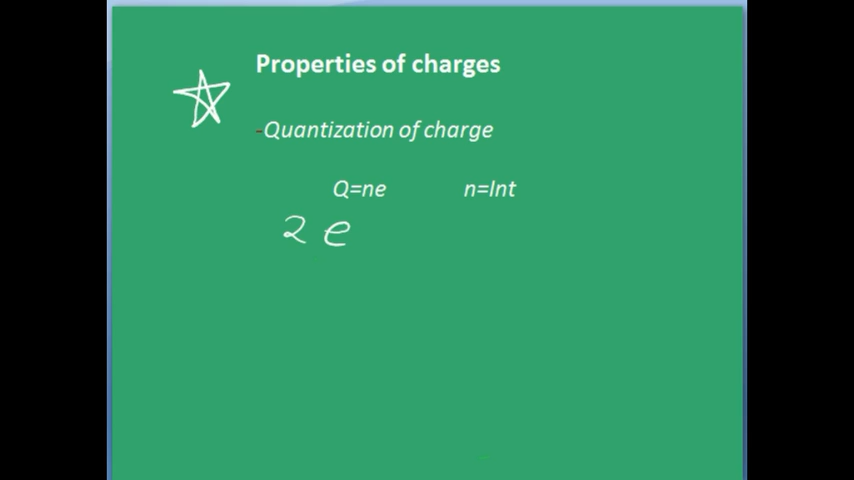 Properties of charges
-Quantization of charge
Q=ne n=Int
2 e